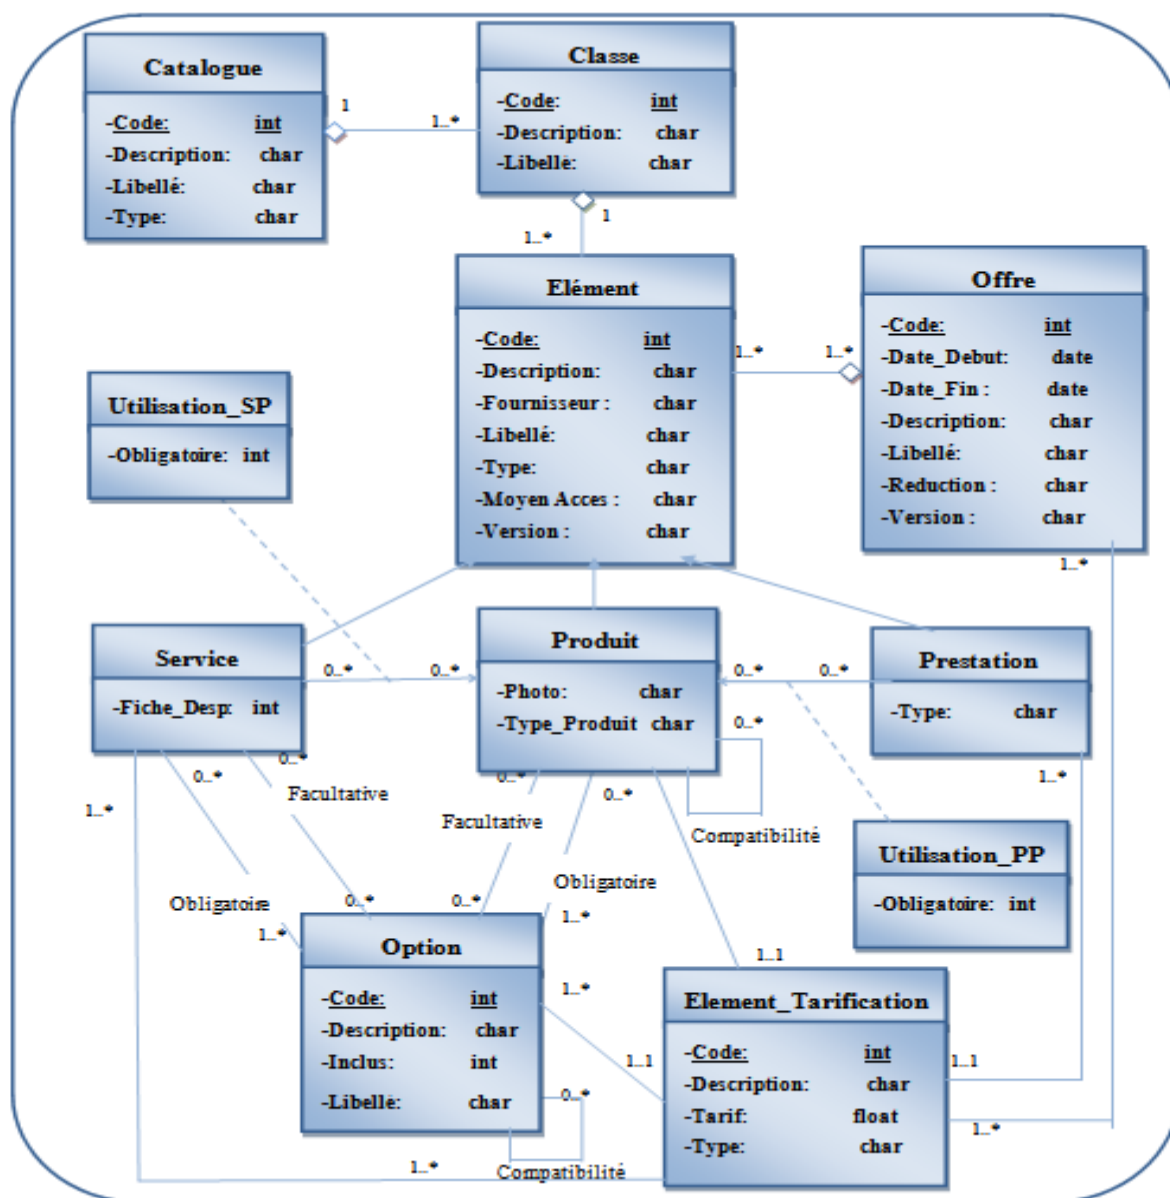 Catalogue
-Code: int
-Description: char
-Libellé: char
-Type: char
1
1..*
Classe
-Code: int
-Description: char
-Libellé: char
1
1..*
Elément
-Code: int
-Description: char
-Fournisseur : char
-Libellé: char
-Type: char
-Moyen Acces : char
-Version : char
1..*
1..*
Offre
-Code: int
-Date_Debut: date
-Date_Fin : date
-Description: char
-Libellé: char
-Reduction : char
-Version : char
1..*
Utilisation_SP
-Obligatoire: int
Service
-Fiche_Desp: int
0..*
0..*
Produit
-Photo: char
-Type_Produit char
0..*
0..*
Prestation
-Type: char
0..*
Compatibilité
1..*
0..*
0..*
1..*
Facultative
Obligatoire
0..*
1..*
0..*
0..*
Facultative
Obligatoire
0..*
1..*
Utilisation_PP
-Obligatoire: int
Option
-Code: int
-Description: char
-Inclus: int
-Libellé: char
0..*
Compatibilité
1..*
1..1
1..1
Element_Tarification
-Code: int
-Description: char
-Tarif: float
-Type: char
1..1
1..*
1..*